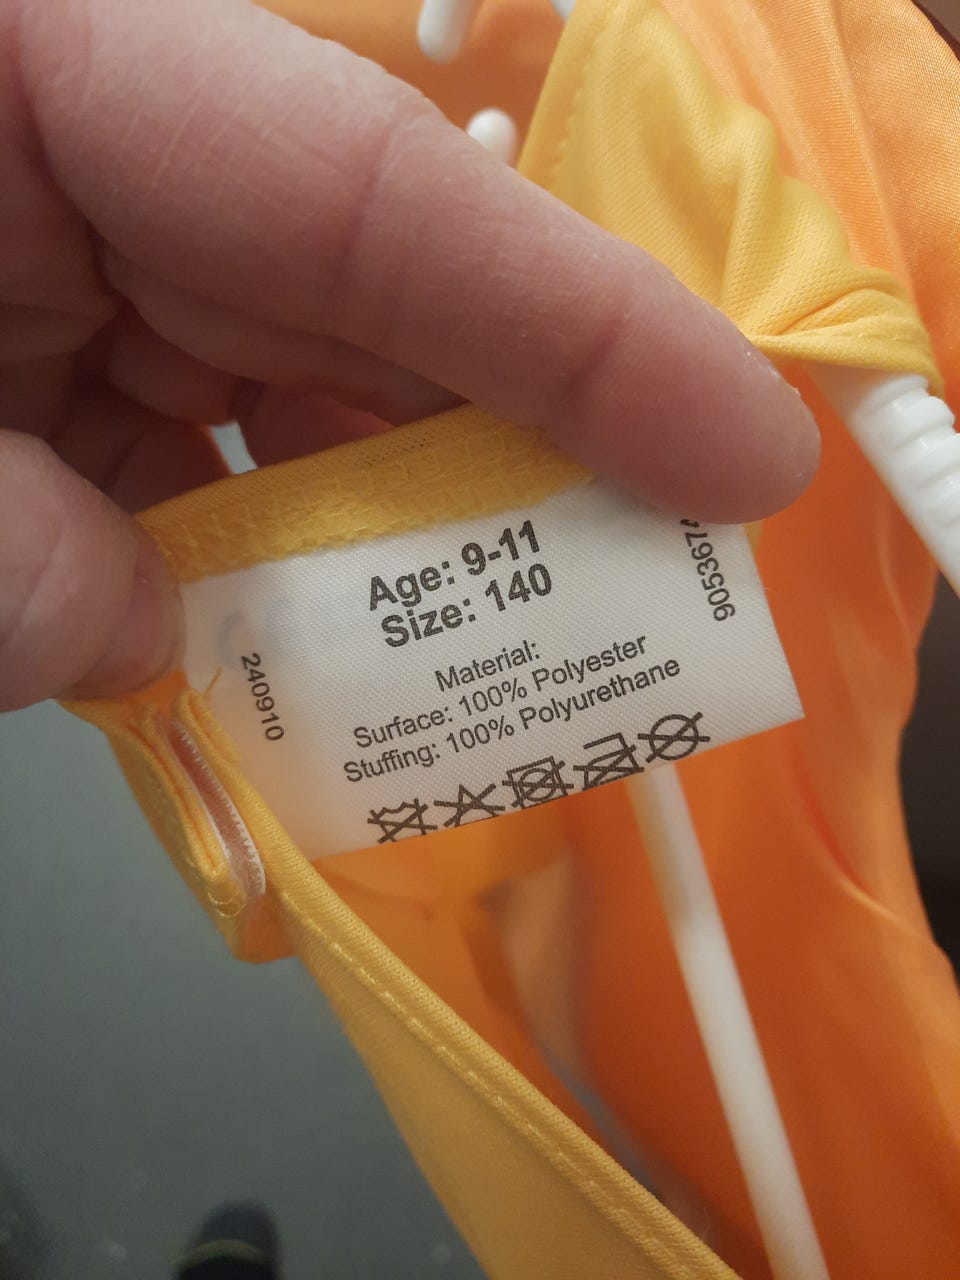 Age: 9-11
Size: 140
Material:
Surface: 100% Polyester
Stuffing: 100% Polyurethane
240910
905367